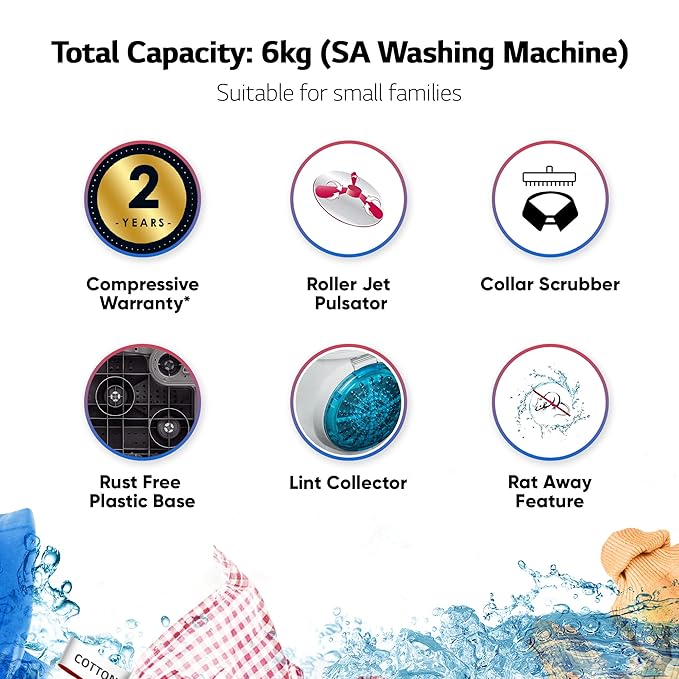 Total Capacity: 6kg (SA Washing Machine)
Suitable for small families
2
-YEARS-
Compressive
Warranty*
Roller Jet
Pulsator
Collar Scrubber
Rust Free
Plastic Base
Lint Collector
Rat Away
Feature
COTTON